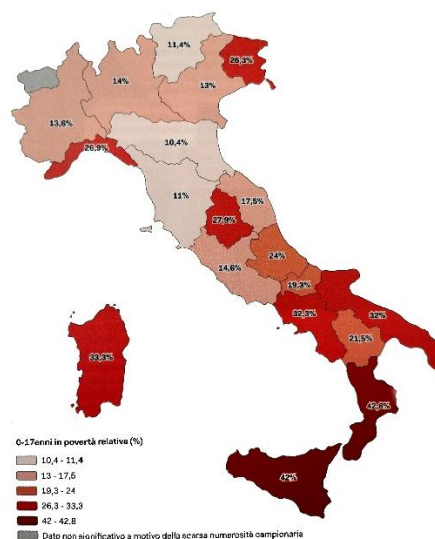 11,4%
26,3%
14%
13%
13,6%
10,4%
26,9%
11%
17,5%
27,9%
24%
14,6%
19,3%
32,3%
32%
21,5%
33,3%
42,8%
42%
0-17enni in povertà relativa (%)
10,4 - 11,4
13 - 17,5
19,3 - 24
26,3 - 33,3
42 - 42,8
Dato non significativo a motivo della scarsa numerosità campionaria